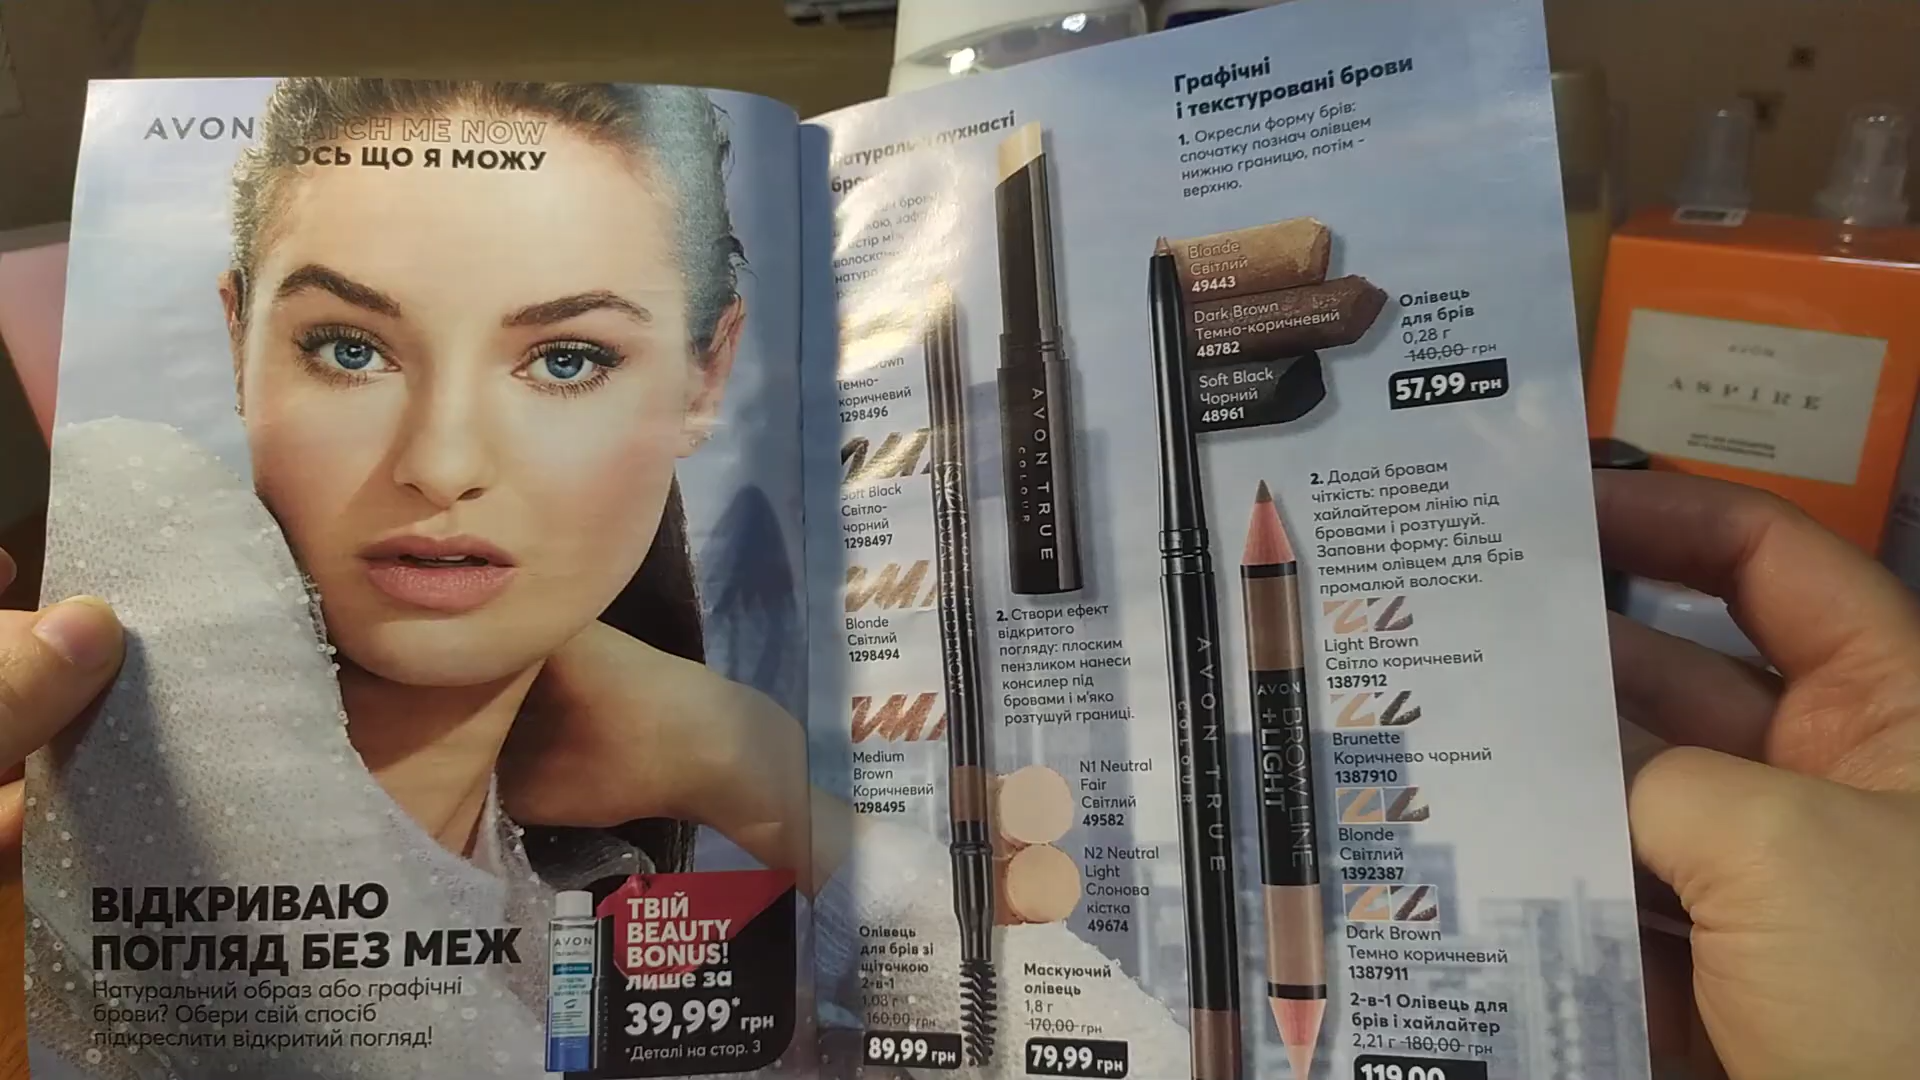 AVON
CATCH ME NOW
ОСЬ ЩО Я МОЖУ
ВІДКРИВАЮ
ПОГЛЯД БЕЗ МЕЖ
Натуральний образ або графічні
брови? Обери свій спосіб
підкреслити відкритий погляд!
AVON
ТВІЙ
BEAUTY
BONUS!
лише за
39,99* грн
*Деталі на стор. 3
Темно-
коричневий
1298496
Soft Black
Світло-
чорний
1298497
Blonde
Світлий
1298494
Medium
Brown
Коричневий
1298495
Олівець
для брів зі
щіточкою
2-в-1
1,08 г
160,00 грн
89,99 грн
AVON TRUE
COLOUR
2. Створи ефект
відкритого
погляду: плоским
пензликом нанеси
консилер під
бровами і м'яко
розтушуй границі.
N1 Neutral
Fair
Світлий
49582
N2 Neutral
Light
Слонова
кістка
49674
Маскуючий
олівець
1,8 г
170,00 грн
79,99 грн
Графічні
і текстуровані брови
1. Окресли форму брів:
спочатку познач олівцем
нижню границю, потім -
верхню.
Blonde
Світлий
49443
Dark Brown
Темно-коричневий
48782
Soft Black
Чорний
48961
Олівець
для брів
0,28 г
140,00 грн
57,99 грн
AVON TRUE
COLOUR
2. Додай бровам
чіткість: проведи
хайлайтером лінію під
бровами і розтушуй.
Заповни форму: більш
темним олівцем для брів
промалюй волоски.
AVON
BROW LINE
+ LIGHT
Light Brown
Світло коричневий
1387912
Brunette
Коричнево чорний
1387910
Blonde
Світлий
1392387
Dark Brown
Темно коричневий
1387911
2-в-1 Олівець для
брів і хайлайтер
2,21 г 180,00 грн
119,00
AVON
ASPIRE